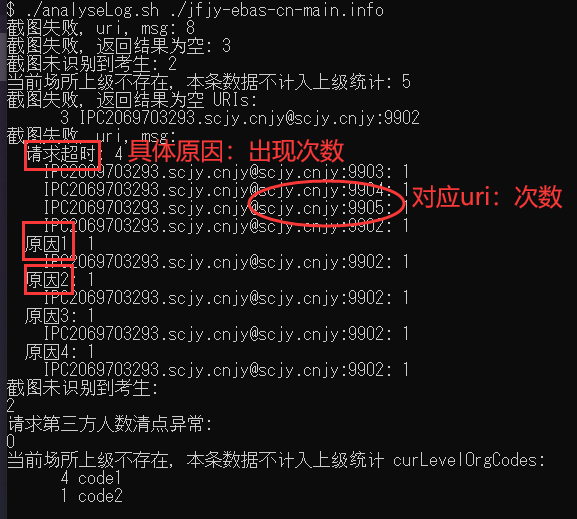 $ ./analyseLog.sh ./jfjy-ebas-cn-main.info
截图失败, uri, msg: 8
截图失败, 返回结果为空: 3
截图未识别到考生: 2
当前场所上级不存在, 本条数据不计入上级统计: 5
截图失败, 返回结果为空 URIs:
3 IPC2069703293.scjy.cnjy@scjy.cnjy:9902
截图失败, uri, msg:
请求超时: 4 具体原因：出现次数
IPC2069703293.scjy.cnjy@scjy.cnjy:9903: 1
IPC2069703293.scjy.cnjy@scjy.cnjy:9904: 1
IPC2069703293.scjy.cnjy@scjy.cnjy:9905: 1 对应uri：次数
IPC2069703293.scjy.cnjy@scjy.cnjy:9902: 1
原因1: 1
IPC2069703293.scjy.cnjy@scjy.cnjy:9902: 1
原因2: 1
IPC2069703293.scjy.cnjy@scjy.cnjy:9902: 1
原因3: 1
IPC2069703293.scjy.cnjy@scjy.cnjy:9902: 1
原因4: 1
IPC2069703293.scjy.cnjy@scjy.cnjy:9902: 1
截图未识别到考生:
2
请求第三方人数清点异常:
0
当前场所上级不存在, 本条数据不计入上级统计 curLevelOrgCodes:
4 code1
1 code2